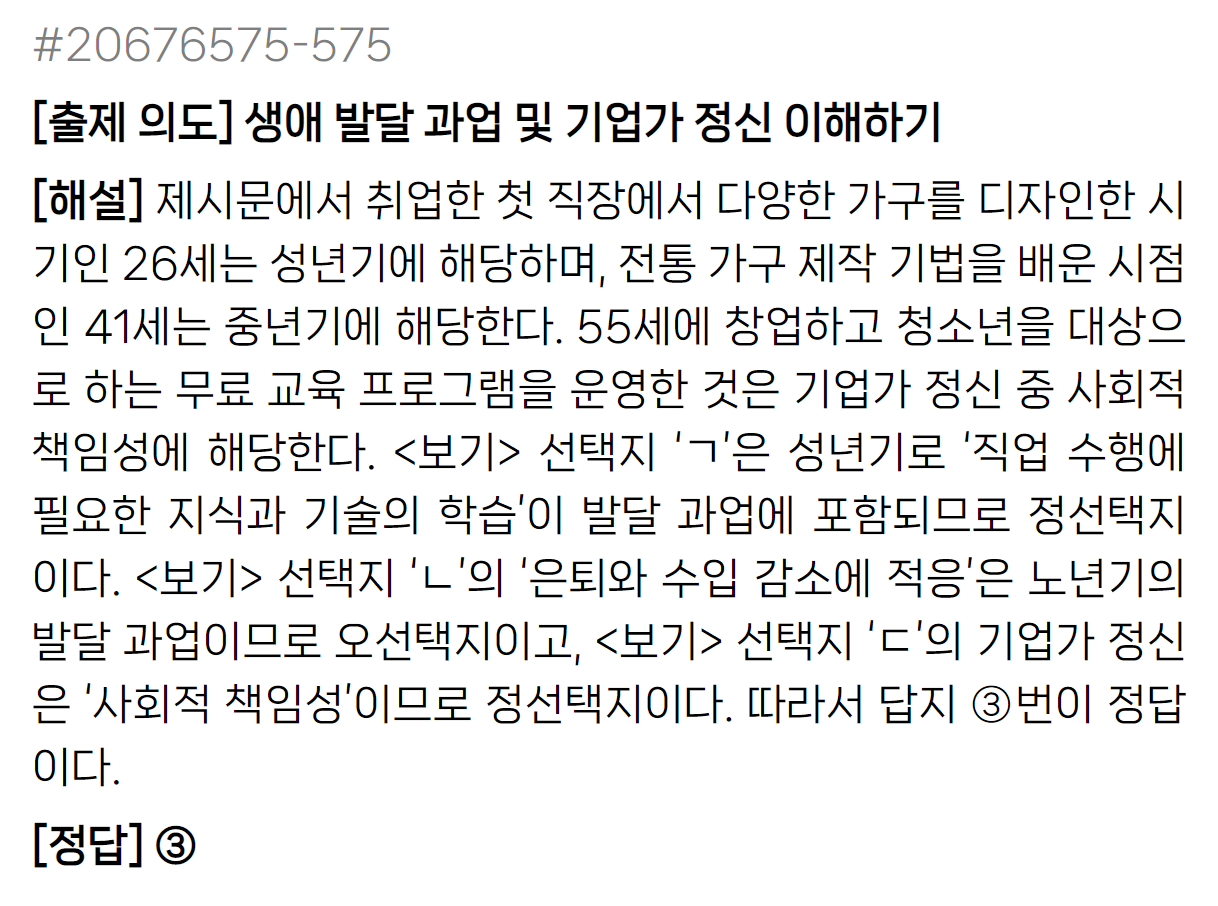 #20676575-575
[출제 의도] 생애 발달 과업 및 기업가 정신 이해하기
[해설] 제시문에서 취업한 첫 직장에서 다양한 가구를 디자인한 시
기인 26세는 성년기에 해당하며, 전통 가구 제작 기법을 배운 시점
인 41세는 중년기에 해당한다. 55세에 창업하고 청소년을 대상으
로 하는 무료 교육 프로그램을 운영한 것은 기업가 정신 중 사회적
책임성에 해당한다. <보기> 선택지 ‘ㄱ’은 성년기로 ‘직업 수행에
필요한 지식과 기술의 학습’이 발달 과업에 포함되므로 정선택지
이다. <보기> 선택지 ‘ㄴ’의 ‘은퇴와 수입 감소에 적응’은 노년기의
발달 과업이므로 오선택지이고, <보기> 선택지 ‘ㄷ’의 기업가 정신
은 ‘사회적 책임성’이므로 정선택지이다. 따라서 답지 ③번이 정답
이다.
[정답] ③